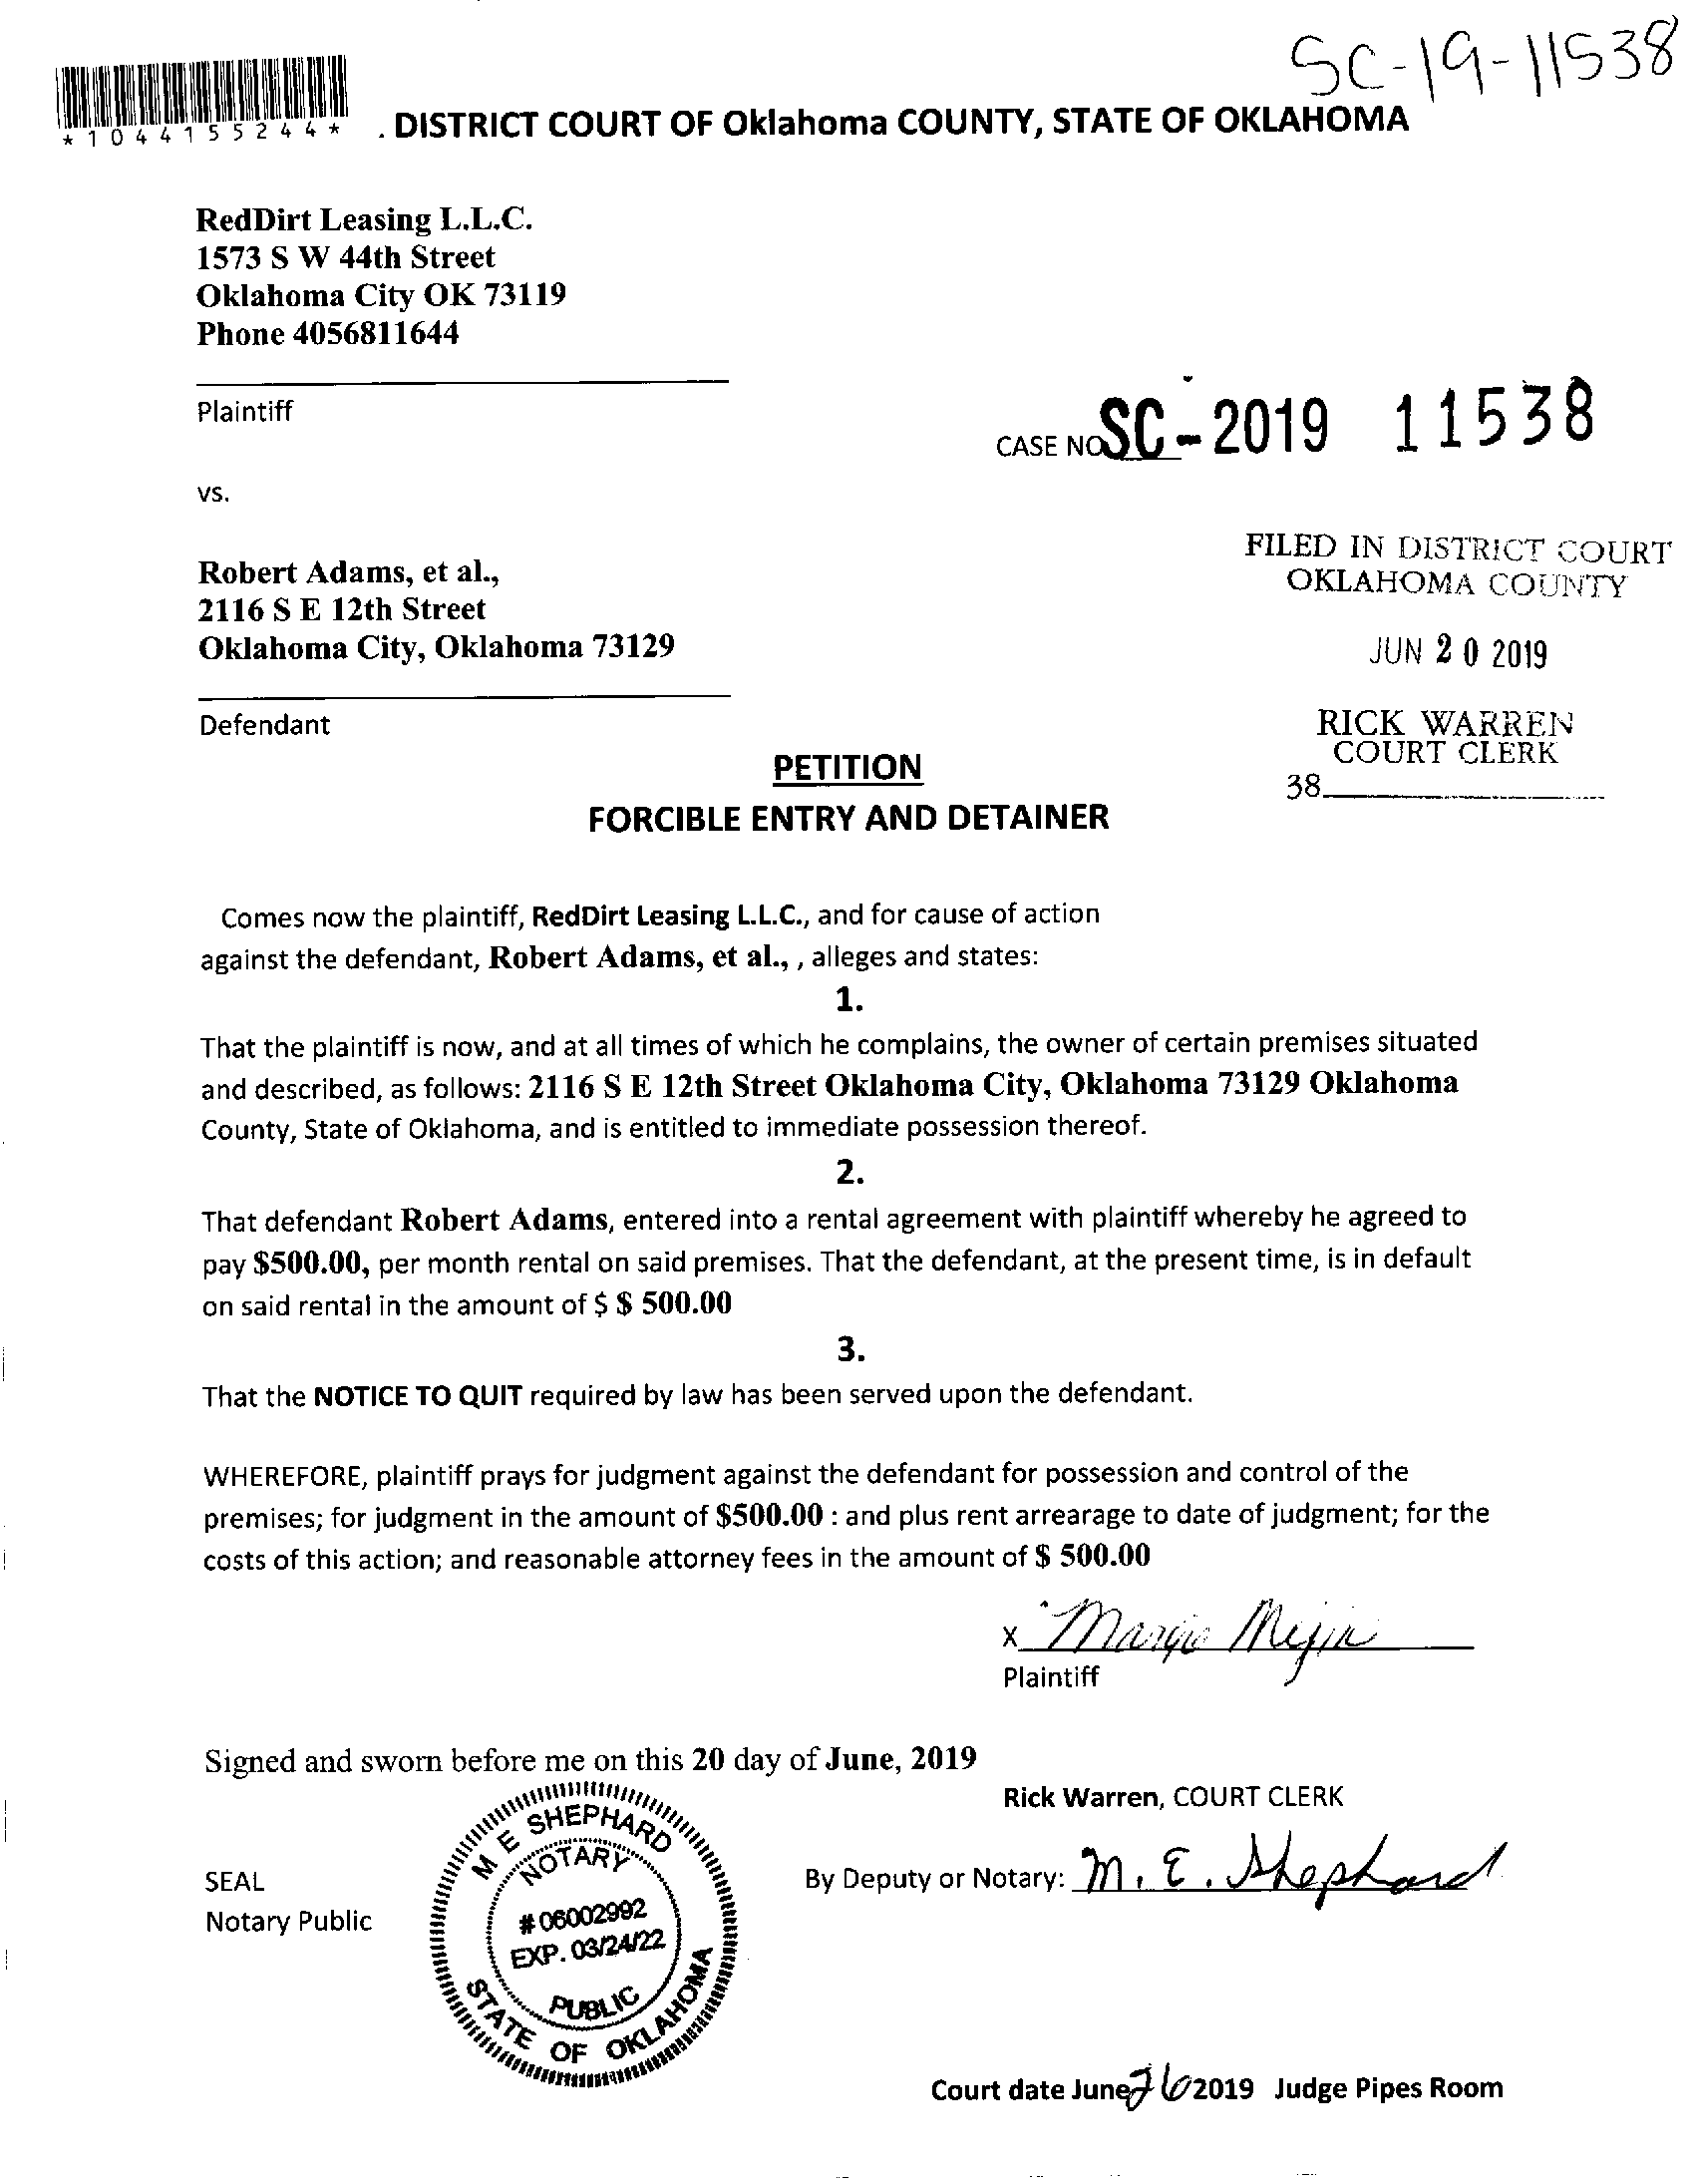 SC-19-11538
*1044155244*
. DISTRICT COURT OF Oklahoma COUNTY, STATE OF OKLAHOMA
RedDirt Leasing L.L.C.
1573 S W 44th Street
Oklahoma City OK 73119
Phone 4056811644
Plaintiff
CASE NO SC-2019 11538
vs.
FILED IN DISTRICT COURT
OKLAHOMA COUNTY
Robert Adams, et al.,
2116 S E 12th Street
Oklahoma City, Oklahoma 73129
JUN 20 2019
Defendant
RICK WARREN
COURT CLERK
38
PETITION
FORCIBLE ENTRY AND DETAINER
Comes now the plaintiff, RedDirt Leasing L.L.C., and for cause of action
against the defendant, Robert Adams, et al., , alleges and states:
1.
That the plaintiff is now, and at all times of which he complains, the owner of certain premises situated
and described, as follows: 2116 S E 12th Street Oklahoma City, Oklahoma 73129 Oklahoma
County, State of Oklahoma, and is entitled to immediate possession thereof.
2.
That defendant Robert Adams, entered into a rental agreement with plaintiff whereby he agreed to
pay $500.00, per month rental on said premises. That the defendant, at the present time, is in default
on said rental in the amount of $ $ 500.00
3.
That the NOTICE TO QUIT required by law has been served upon the defendant.
WHEREFORE, plaintiff prays for judgment against the defendant for possession and control of the
premises; for judgment in the amount of $500.00 : and plus rent arrearage to date of judgment; for the
costs of this action; and reasonable attorney fees in the amount of $ 500.00
x Margie Mejia
Plaintiff
Signed and sworn before me on this 20 day of June, 2019
Rick Warren, COURT CLERK
By Deputy or Notary: M. E. Shephard
SEAL
Notary Public
M E SHEPHARD
NOTARY
#06002992
EXP. 03/24/22
PUBLIC
STATE OF OKLAHOMA
Court date June 26 2019 Judge Pipes Room